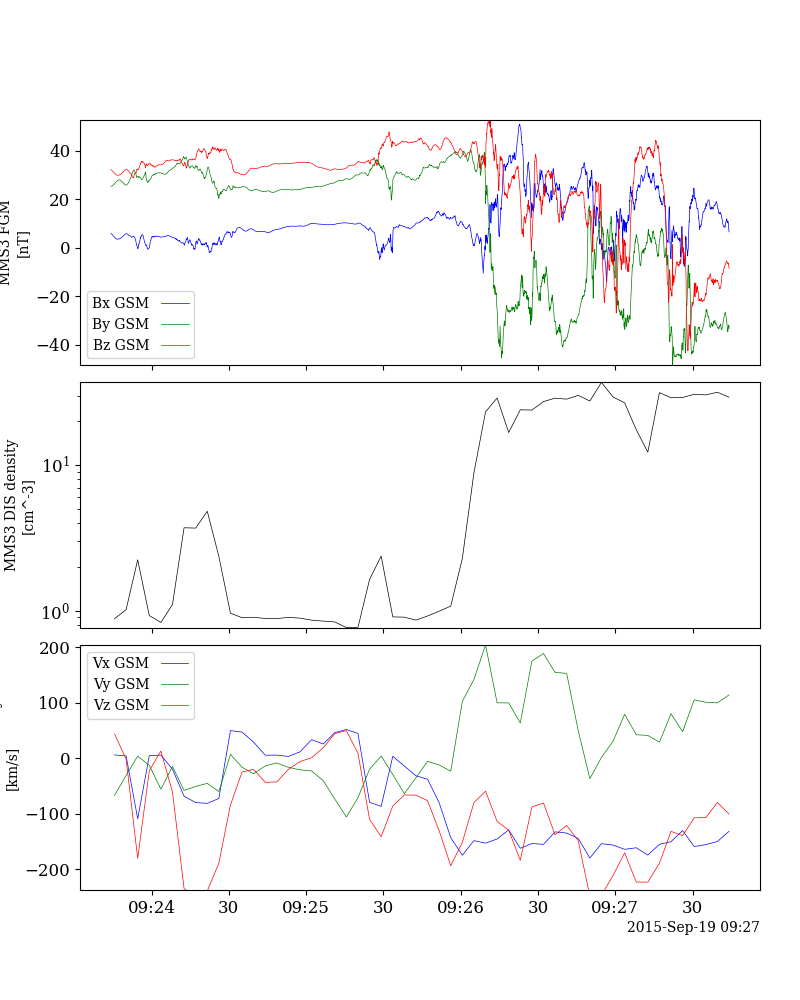 MMS3 FGM
[nT]
40
20
0
−20
−40
Bx GSM
By GSM
Bz GSM
MMS3 DIS density
[cm^-3]
10^1
10^0
200
100
0
−100
−200
Vx GSM
Vy GSM
Vz GSM
[km/s]
09:24 30 09:25 30 09:26 30 09:27 30
2015-Sep-19 09:27